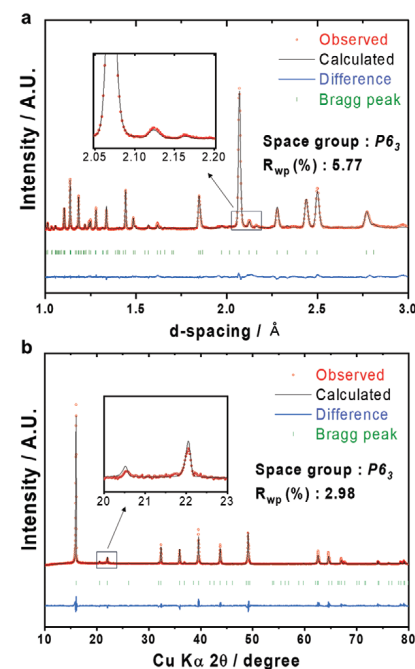 a
Observed
Calculated
Difference
Bragg peak
Space group : P6₃
Rwp (%) : 5.77
2.05 2.10 2.15 2.20
Intensity / A.U.
1.0 1.5 2.0 2.5 3.0
d-spacing / Å
b
Observed
Calculated
Difference
Bragg peak
Space group : P6₃
Rwp (%) : 2.98
20 21 22 23
Intensity / A.U.
10 20 30 40 50 60 70 80
Cu Kα 2θ / degree